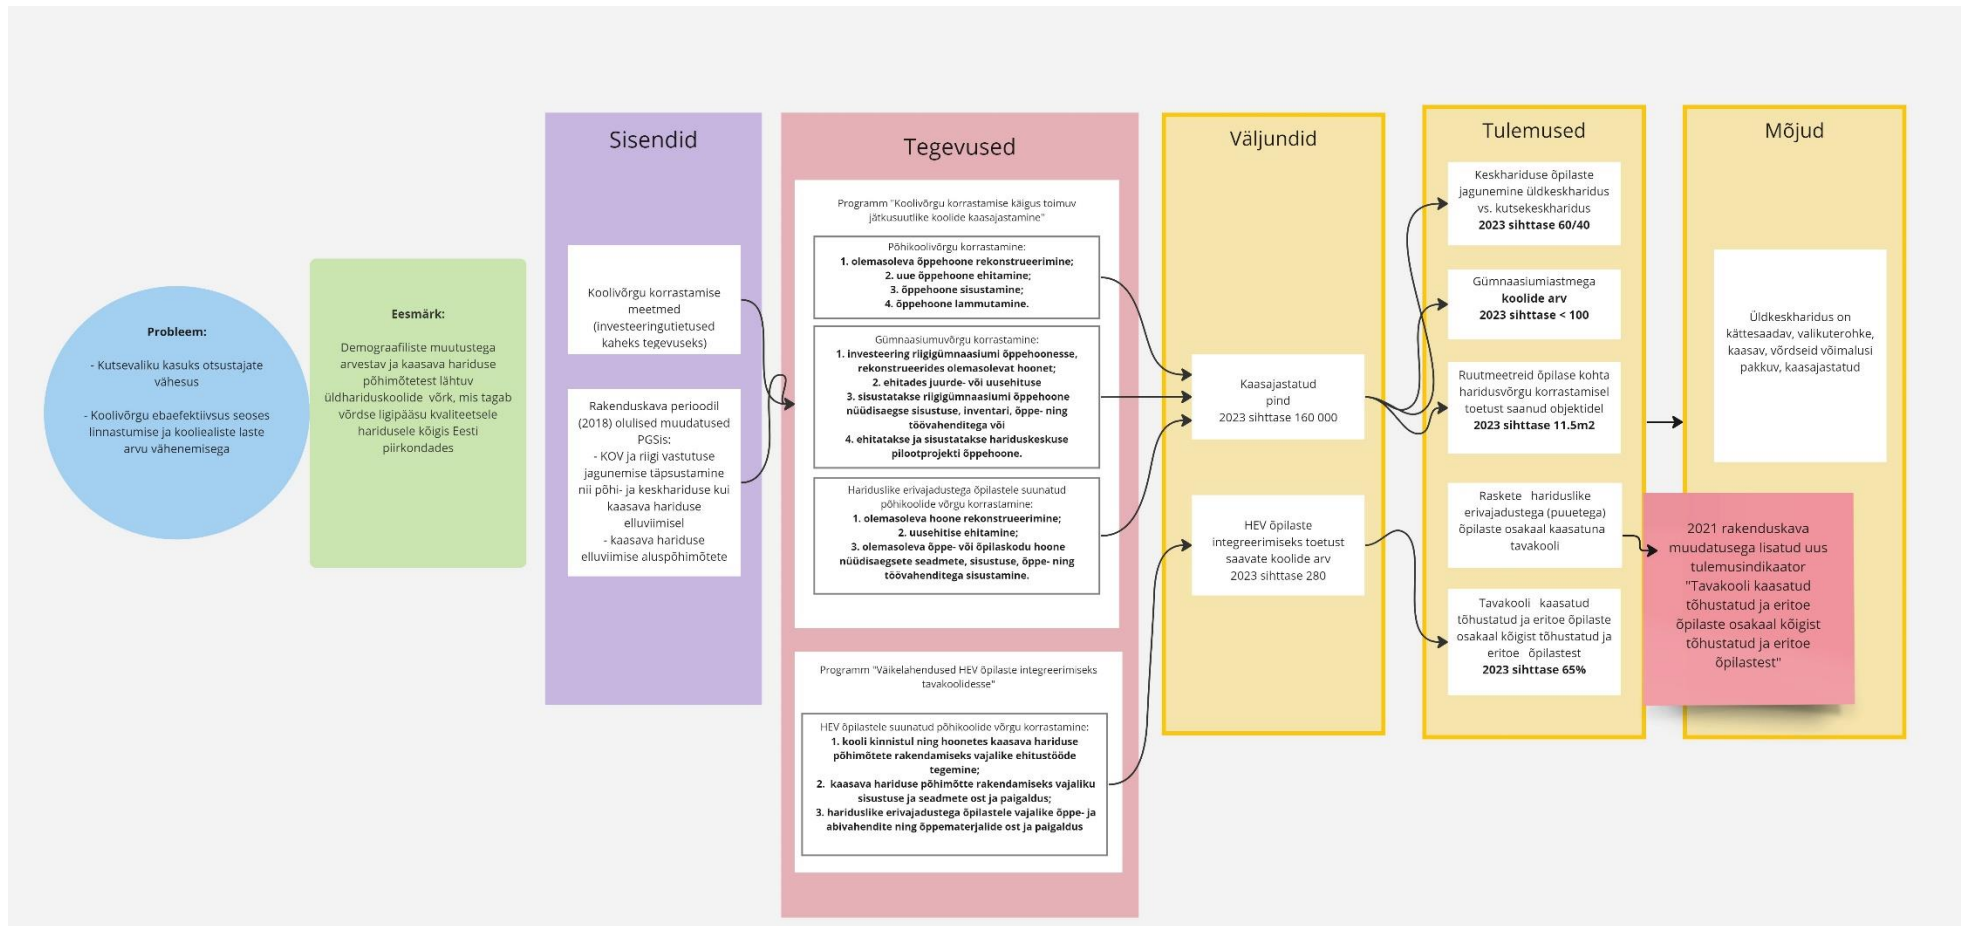 Probleem:
- Kutsevaliku kasuks otsustajate
vähesus
- Koolivõrgu ebaefektiivsus seoses
linnastumise ja kooliealiste laste
arvu vähenemisega
Eesmärk:
Demograafiliste muutustega
arvestav ja kaasava hariduse
põhimõtetest lähtuv
üldhariduskoolide võrk, mis tagab
võrdse ligipääsu kvaliteetsele
haridusele kõigis Eesti
piirkondades
Sisendid
Koolivõrgu korrastamise
meetmed
(investeeringutietused
kaheks tegevuseks)
Rakenduskava perioodil
(2018) olulised muudatused
PGSis:
- KOV ja riigi vastutuse
jagunemise täpsustamine
nii põhi- ja keskhariduse kui
kaasava hariduse
elluviimisel
- kaasava hariduse
elluviimise aluspõhimõtete
Tegevused
Programm "Koolivõrgu korrastamise käigus toimuv
jätkusuutlike koolide kaasajastamine"
Põhikoolivõrgu korrastamine:
1. olemasoleva õppehoone rekonstrueerimine;
2. uue õppehoone ehitamine;
3. õppehoone sisustamine;
4. õppehoone lammutamine.
Gümnaasiumuvõrgu korrastamine:
1. investeering riigigümnaasiumi õppehoonesse,
rekonstrueerides olemasolevat hoonet;
2. ehitades juurde- või uusehituse
3. sisustatakse riigigümnaasiumi õppehoone
nüüdisaegse sisustuse, inventari, õppe- ning
töövahenditega või
4. ehitatakse ja sisustatakse hariduskeskuse
pilootprojekti õppehoone.
Hariduslike erivajadustega õpilastele suunatud
põhikoolide võrgu korrastamine:
1. olemasoleva hoone rekonstrueerimine;
2. uusehitise ehitamine;
3. olemasoleva õppe- või õpilaskodu hoone
nüüdisaegsete seadmete, sisustuse, õppe- ning
töövahenditega sisustamine.
Programm "Väikelahendused HEV õpilaste integreerimiseks
tavakoolidesse"
HEV õpilastele suunatud põhikoolide võrgu korrastamine:
1. kooli kinnistul ning hoonetes kaasava hariduse
põhimõtete rakendamiseks vajalike ehitustööde
tegemine;
2. kaasava hariduse põhimõtte rakendamiseks vajaliku
sisustuse ja seadmete ost ja paigaldus;
3. hariduslike erivajadustega õpilastele vajalike õppe- ja
abivahendite ning õppematerjalide ost ja paigaldus
Väljundid
Kaasajastatud
pind
2023 sihttase 160 000
HEV õpilaste
integreerimiseks toetust
saavate koolide arv
2023 sihttase 280
Tulemused
Keskhariduse õpilaste
jagunemine üldkeskharidus
vs. kutsekeskharidus
2023 sihttase 60/40
Gümnaasiumiastmega
koolide arv
2023 sihttase < 100
Ruutmeetreid õpilase kohta
haridusvõrgu korrastamisel
toetust saanud objektidel
2023 sihttase 11.5m2
Raskete hariduslike
erivajadustega (puuetega)
õpilaste osakaal kaasatuna
tavakooli
Tavakooli kaasatud
tõhustatud ja eritoe õpilaste
osakaal kõigist tõhustatud ja
eritoe õpilastest
2023 sihttase 65%
Mõjud
Üldkeskharidus on
kättesaadav, valikuterohke,
kaasav, võrdseid võimalusi
pakkuv, kaasajastatud
2021 rakenduskava
muudatusega lisatud uus
tulemusindikaator
"Tavakooli kaasatud
tõhustatud ja eritoe
õpilaste osakaal kõigist
tõhustatud ja eritoe
õpilastest"